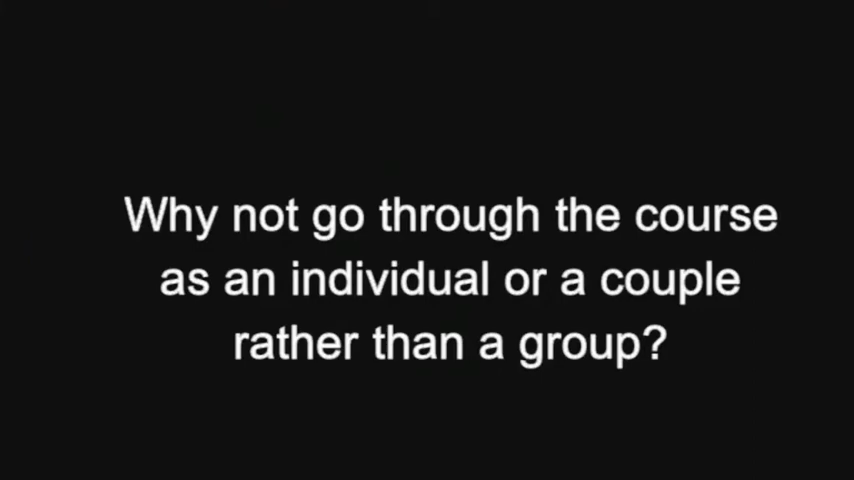 Why not go through the course
as an individual or a couple
rather than a group?